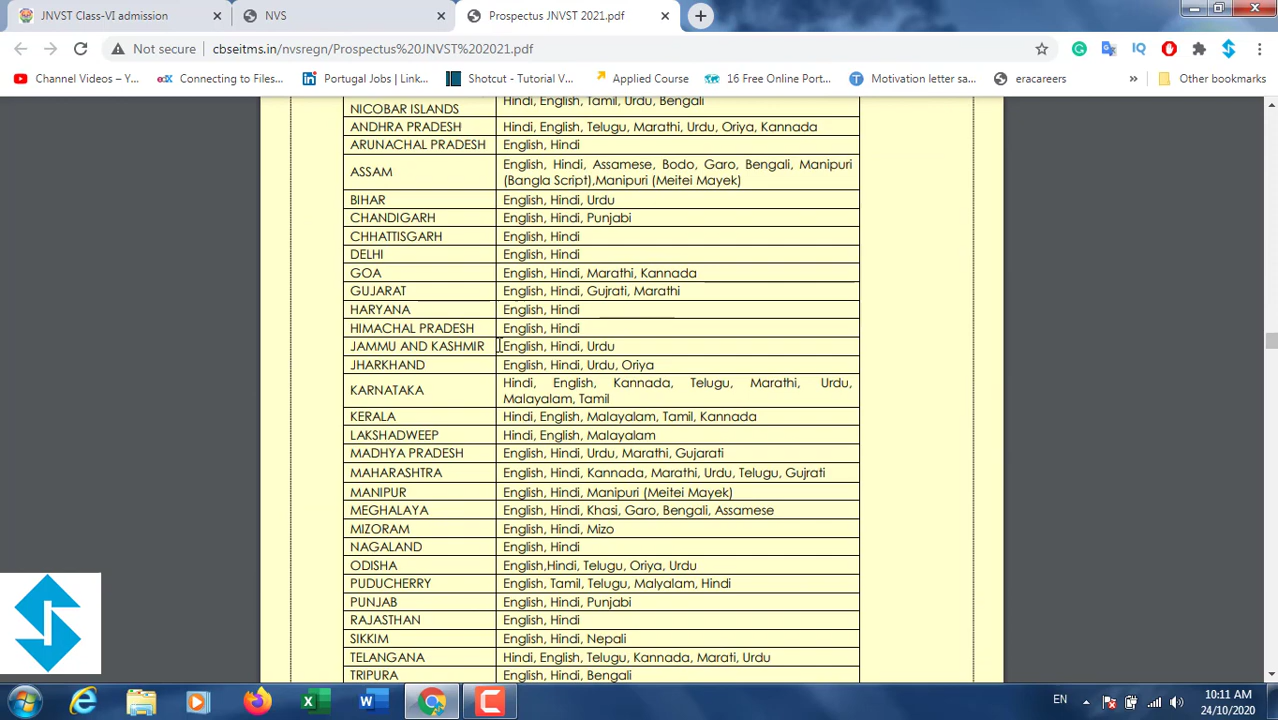 JNVST Class-VI admission
NVS
Prospectus JNVST 2021.pdf
Not secure
cbseitms.in/nvsregn/Prospectus%20JNVST%202021.pdf
Channel Videos – Y...
Connecting to Files...
Portugal Jobs | Link...
Shotcut - Tutorial V...
Applied Course
16 Free Online Port...
Motivation letter sa...
eracareers
»
Other bookmarks
NICOBAR ISLANDS Hindi, English, Tamil, Urdu, Bengali
ANDHRA PRADESH Hindi, English, Telugu, Marathi, Urdu, Oriya, Kannada
ARUNACHAL PRADESH English, Hindi
ASSAM English, Hindi, Assamese, Bodo, Garo, Bengali, Manipuri
(Bangla Script),Manipuri (Meitei Mayek)
BIHAR English, Hindi, Urdu
CHANDIGARH English, Hindi, Punjabi
CHHATTISGARH English, Hindi
DELHI English, Hindi
GOA English, Hindi, Marathi, Kannada
GUJARAT English, Hindi, Gujrati, Marathi
HARYANA English, Hindi
HIMACHAL PRADESH English, Hindi
JAMMU AND KASHMIR English, Hindi, Urdu
JHARKHAND English, Hindi, Urdu, Oriya
KARNATAKA Hindi, English, Kannada, Telugu, Marathi, Urdu,
Malayalam, Tamil
KERALA Hindi, English, Malayalam, Tamil, Kannada
LAKSHADWEEP Hindi, English, Malayalam
MADHYA PRADESH English, Hindi, Urdu, Marathi, Gujarati
MAHARASHTRA English, Hindi, Kannada, Marathi, Urdu, Telugu, Gujrati
MANIPUR English, Hindi, Manipuri (Meitei Mayek)
MEGHALAYA English, Hindi, Khasi, Garo, Bengali, Assamese
MIZORAM English, Hindi, Mizo
NAGALAND English, Hindi
ODISHA English,Hindi, Telugu, Oriya, Urdu
PUDUCHERRY English, Tamil, Telugu, Malyalam, Hindi
PUNJAB English, Hindi, Punjabi
RAJASTHAN English, Hindi
SIKKIM English, Hindi, Nepali
TELANGANA Hindi, English, Telugu, Kannada, Marati, Urdu
TRIPURA English, Hindi, Bengali
EN
10:11 AM
24/10/2020